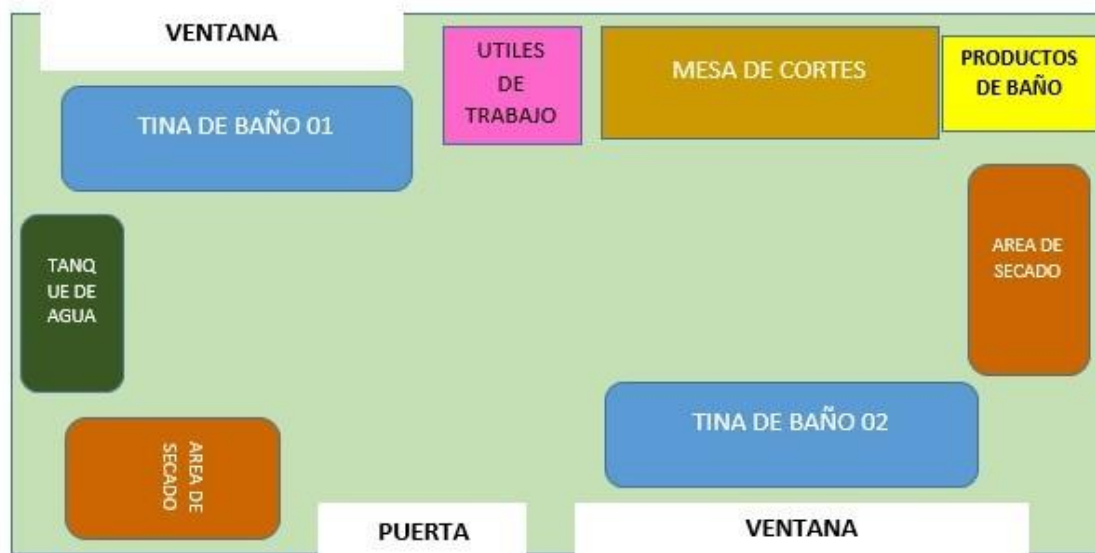 VENTANA
UTILES
DE
TRABAJO
MESA DE CORTES
PRODUCTOS
DE BAÑO
TINA DE BAÑO 01
TANQ
UE DE
AGUA
AREA DE
SECADO
TINA DE BAÑO 02
AREA DE
SECADO
PUERTA
VENTANA